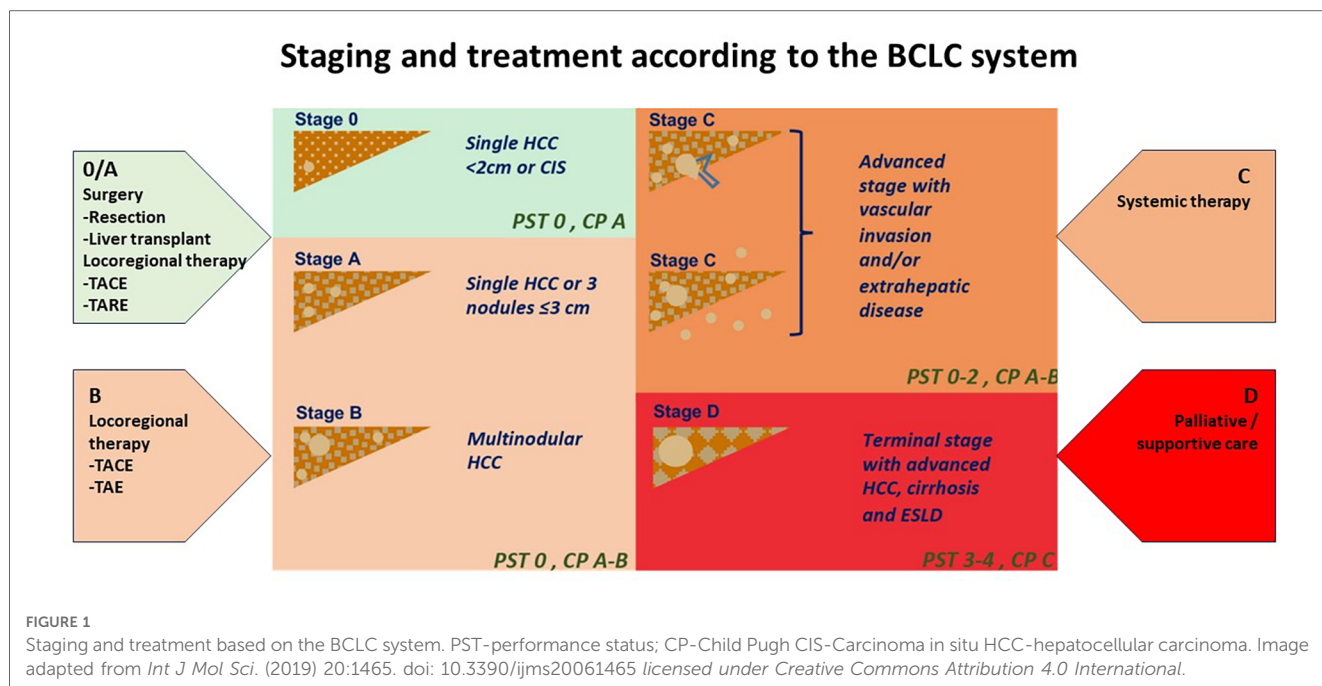 Staging and treatment according to the BCLC system
0/A
Surgery
-Resection
-Liver transplant
Locoregional therapy
-TACE
-TARE
B
Locoregional
therapy
-TACE
-TAE
Stage 0
Single HCC
<2cm or CIS
PST 0 , CP A
Stage A
Single HCC or 3
nodules ≤3 cm
Stage B
Multinodular
HCC
PST 0 , CP A-B
Stage C
Stage C
Advanced
stage with
vascular
invasion
and/or
extrahepatic
disease
PST 0-2 , CP A-B
Stage D
Terminal stage
with advanced
HCC, cirrhosis
and ESLD
PST 3-4 , CP C
C
Systemic therapy
D
Palliative /
supportive care
FIGURE 1
Staging and treatment based on the BCLC system. PST-performance status; CP-Child Pugh CIS-Carcinoma in situ HCC-hepatocellular carcinoma. Image
adapted from Int J Mol Sci. (2019) 20:1465. doi: 10.3390/ijms20061465 licensed under Creative Commons Attribution 4.0 International.